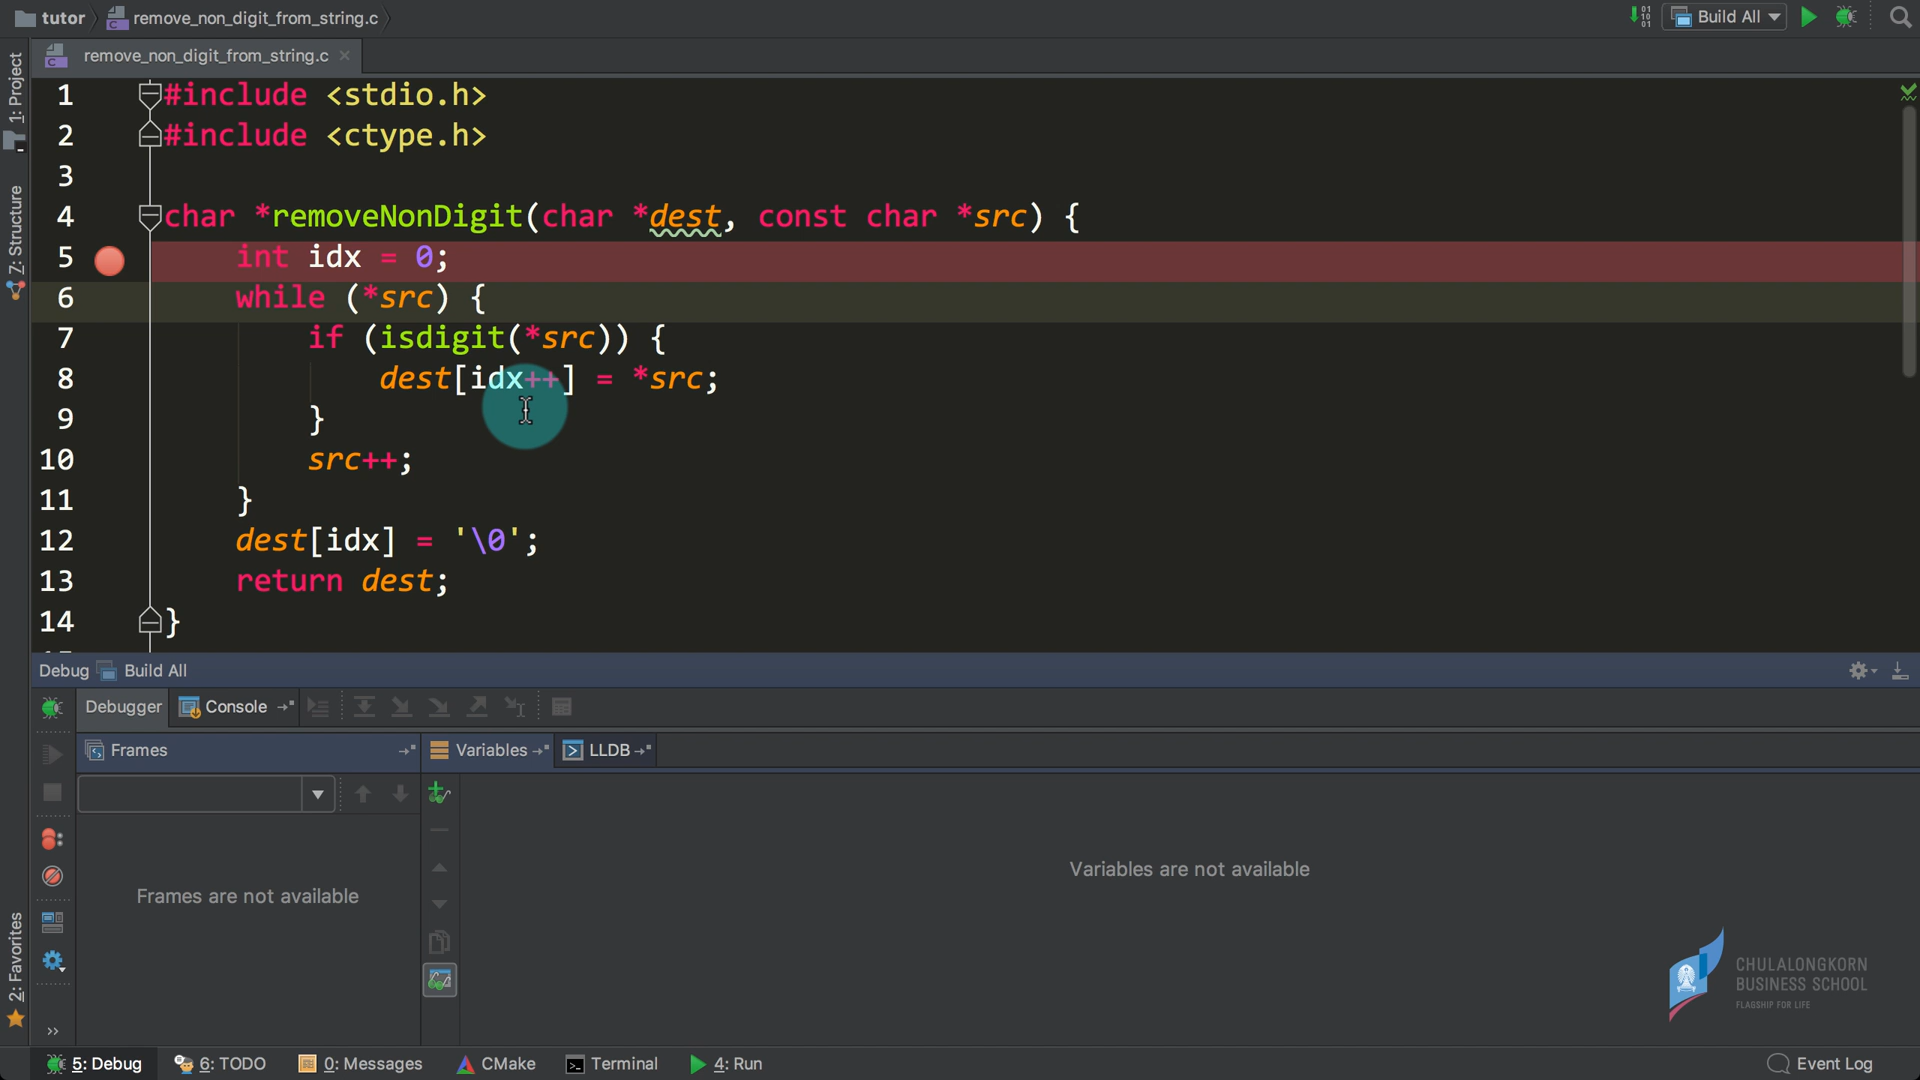 tutor remove_non_digit_from_string.c Build All
remove_non_digit_from_string.c
1: Project
Z: Structure
2: Favorites
1 #include <stdio.h>
2 #include <ctype.h>
3
4 char *removeNonDigit(char *dest, const char *src) {
5 int idx = 0;
6 while (*src) {
7 if (isdigit(*src)) {
8 dest[idx++] = *src;
9 }
10 src++;
11 }
12 dest[idx] = '\0';
13 return dest;
14 }
Debug Build All
Debugger Console
Frames Variables LLDB
Frames are not available
Variables are not available
CHULALONGKORN
BUSINESS SCHOOL
FLAGSHIP FOR LIFE
5: Debug 6: TODO 0: Messages CMake Terminal 4: Run Event Log